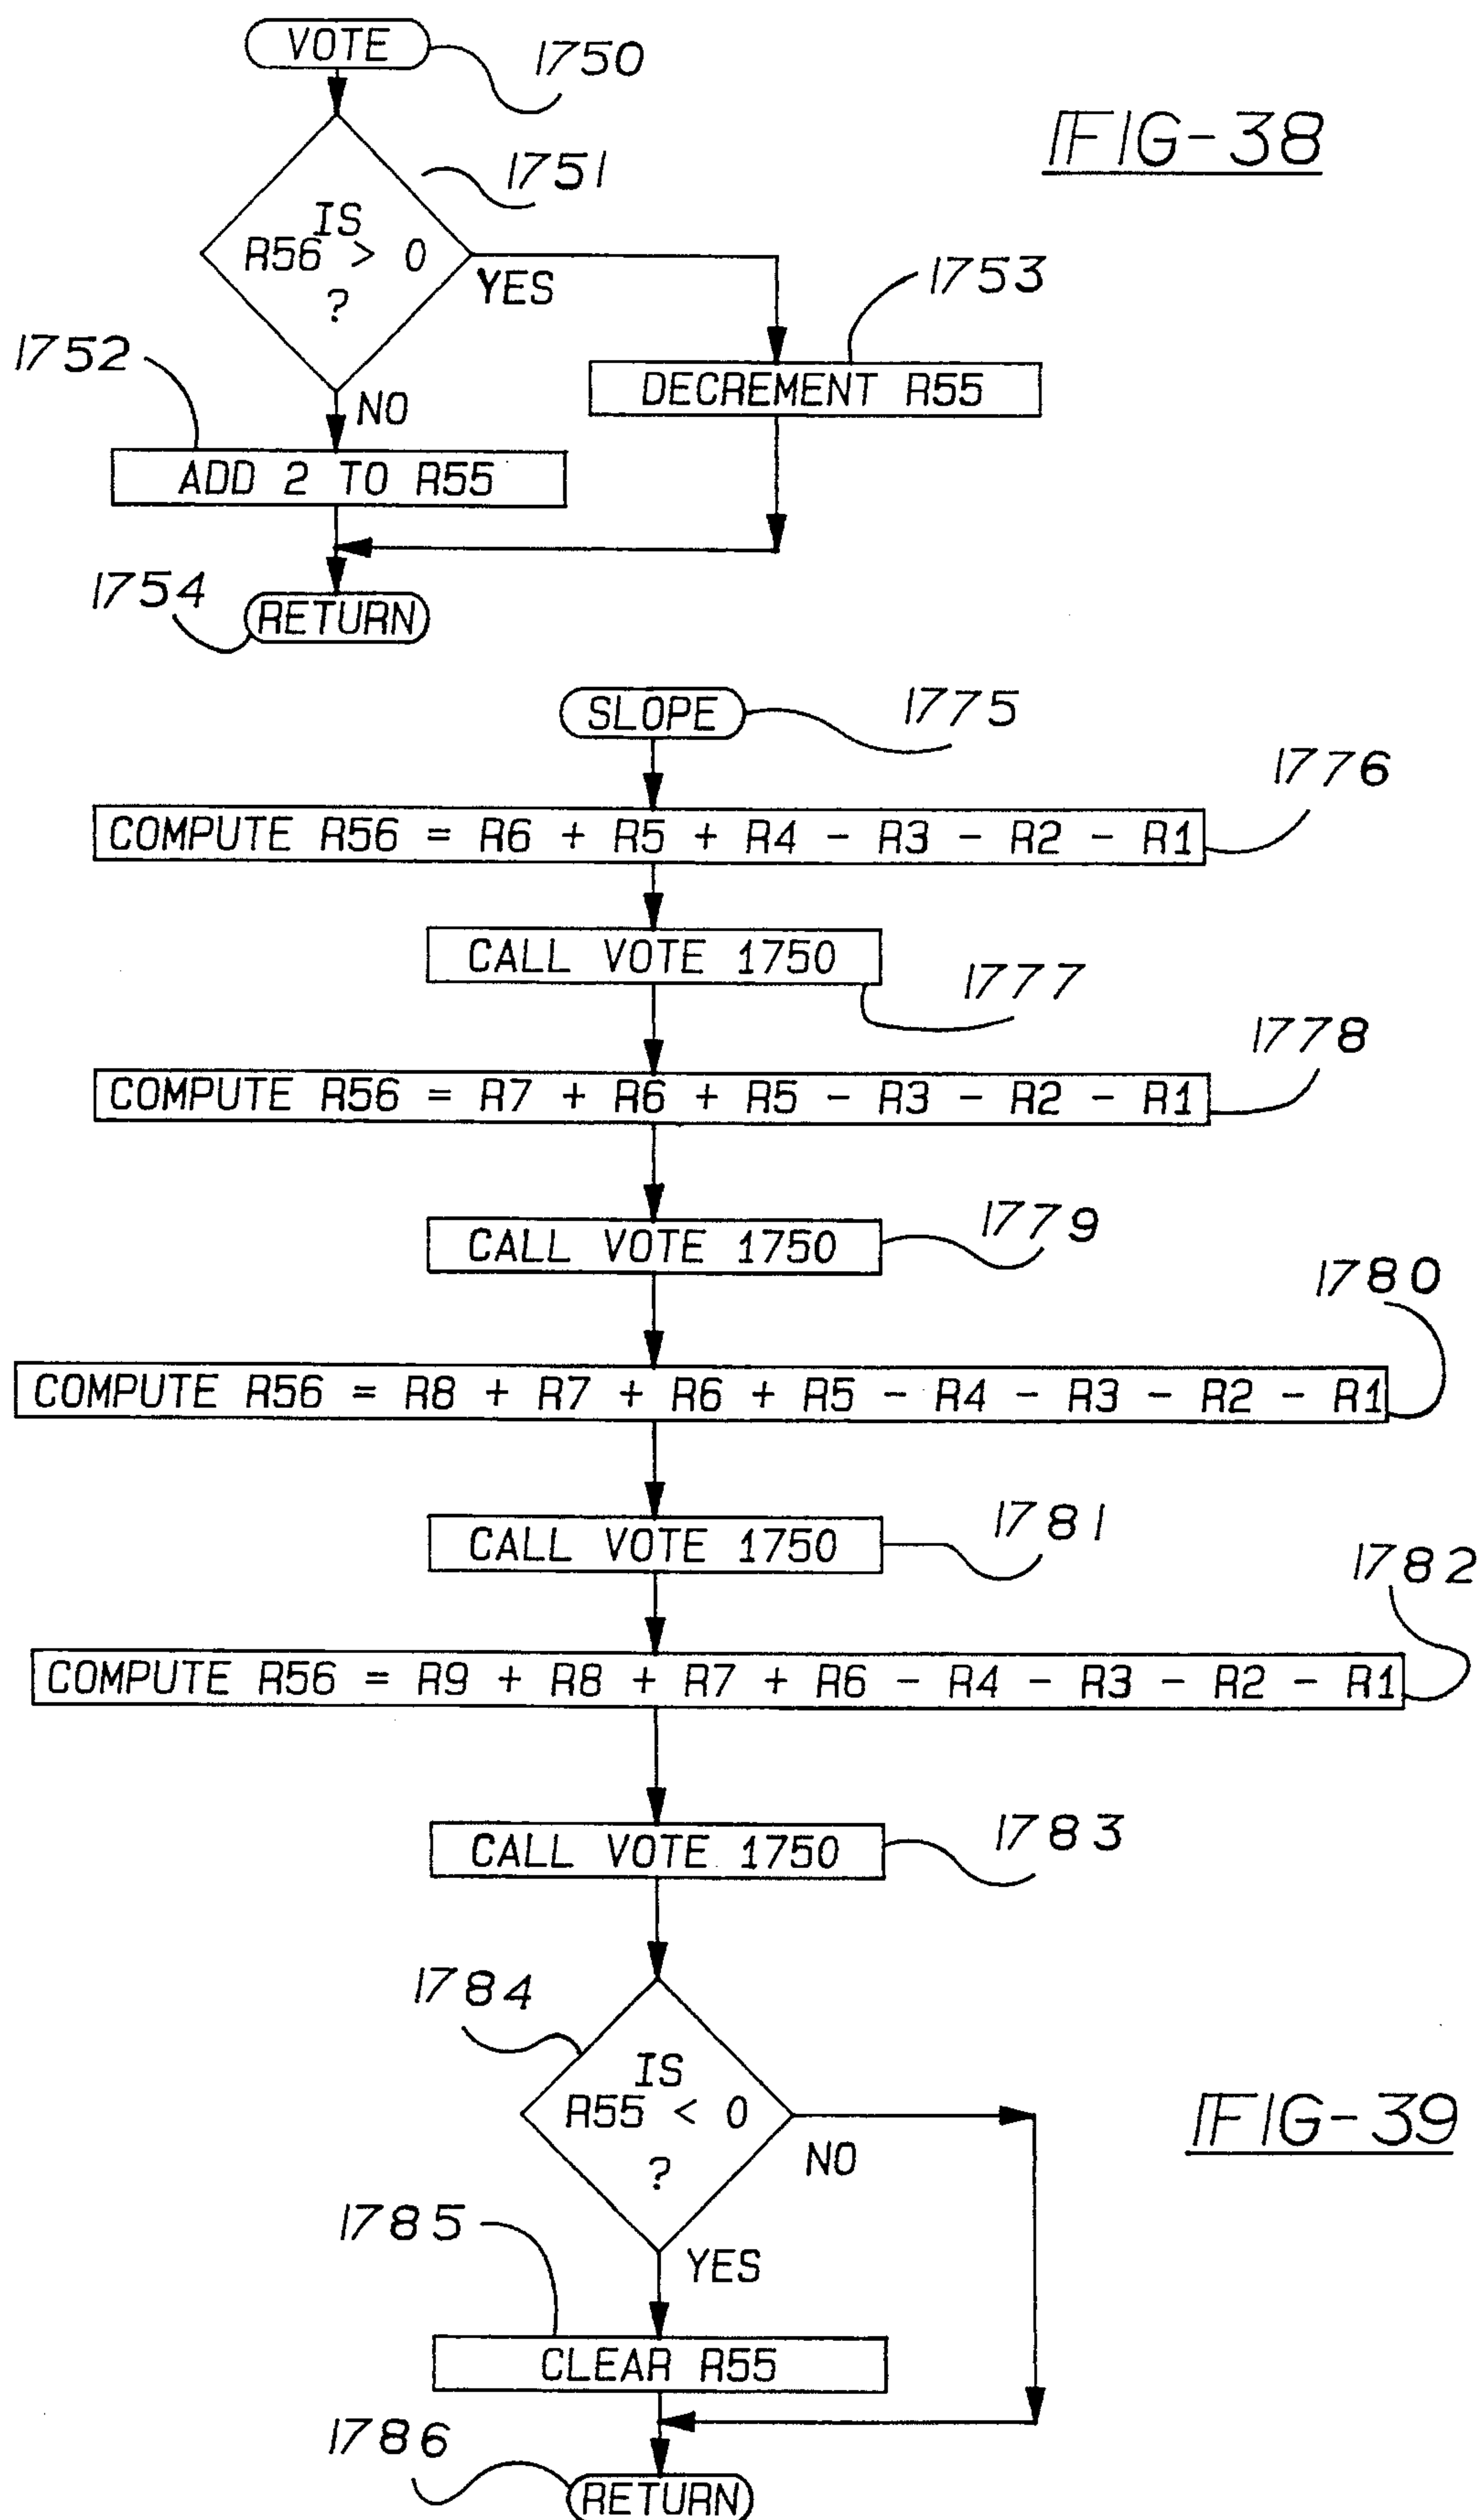 VOTE
1750
FIG-38
1751
IS
R56 > 0
?
YES
1753
1752
DECREMENT R55
NO
ADD 2 TO R55
1754
RETURN
SLOPE
1775
1776
COMPUTE R56 = R6 + R5 + R4 - R3 - R2 - R1
CALL VOTE 1750
1777
1778
COMPUTE R56 = R7 + R6 + R5 - R3 - R2 - R1
CALL VOTE 1750
1779
1780
COMPUTE R56 = R8 + R7 + R6 + R5 - R4 - R3 - R2 - R1
CALL VOTE 1750
1781
1782
COMPUTE R56 = R9 + R8 + R7 + R6 - R4 - R3 - R2 - R1
CALL VOTE 1750
1783
1784
IS
R55 < 0
?
NO
FIG-39
1785
YES
CLEAR R55
1786
RETURN